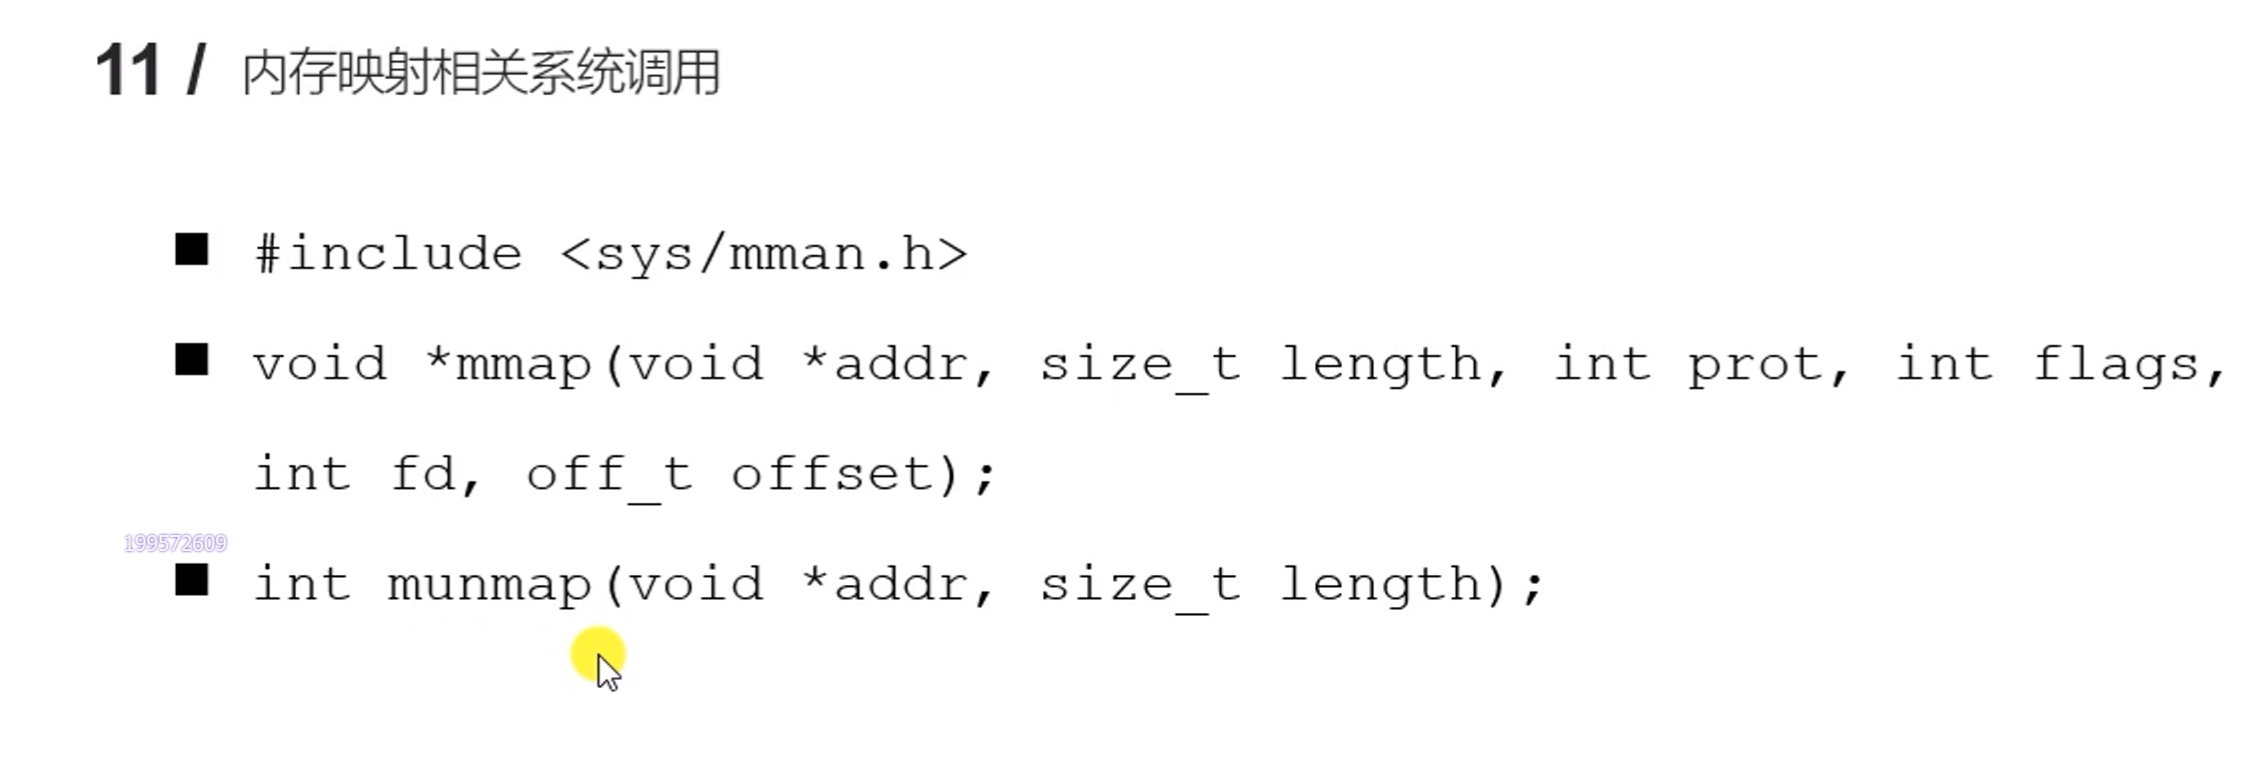 11 / 内存映射相关系统调用
#include <sys/mman.h>
void *mmap(void *addr, size_t length, int prot, int flags,
int fd, off_t offset);
199572609
int munmap(void *addr, size_t length);